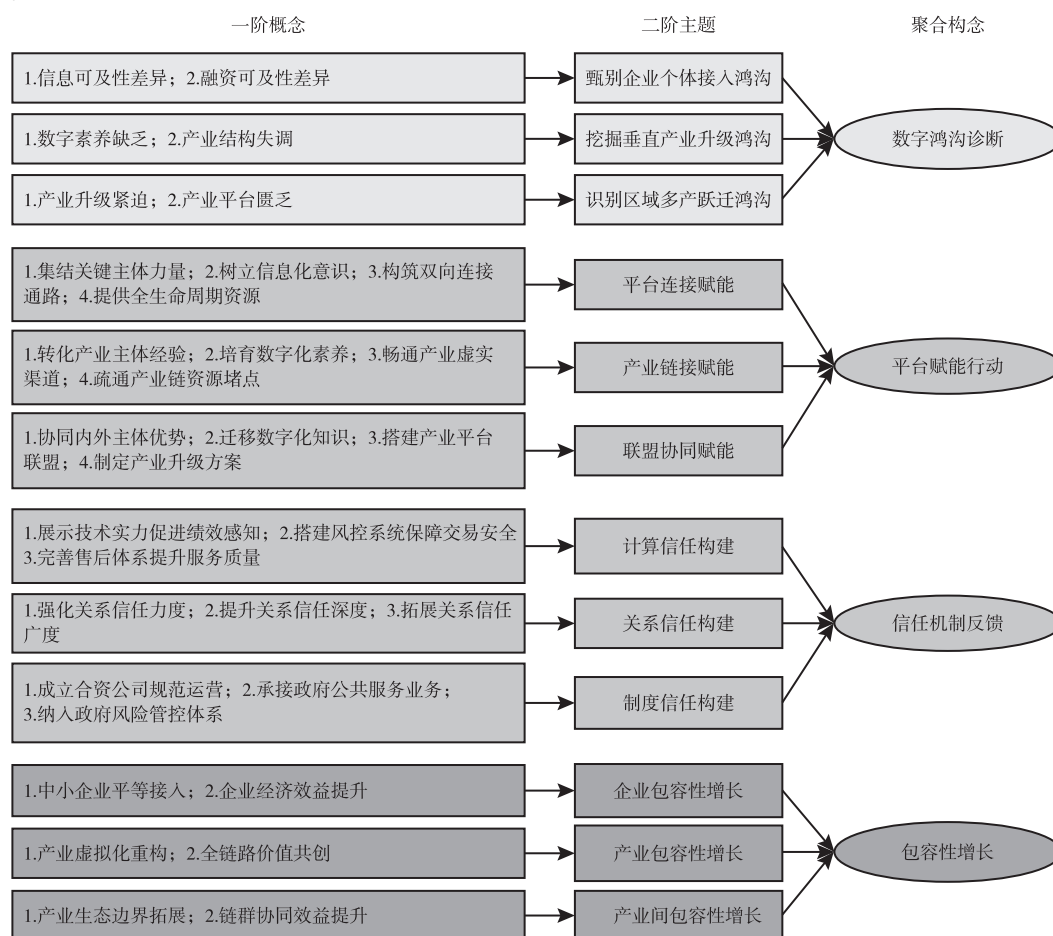 一阶概念
二阶主题
聚合构念
1.信息可及性差异；2.融资可及性差异
甄别企业个体接入鸿沟
1.数字素养缺乏；2.产业结构失调
挖掘垂直产业升级鸿沟
数字鸿沟诊断
1.产业升级紧迫；2.产业平台匮乏
识别区域多产跃迁鸿沟
1.集结关键主体力量；2.树立信息化意识；3.构筑双向连接
通路；4.提供全生命周期资源
平台连接赋能
1.转化产业主体经验；2.培育数字化素养；3.畅通产业虚实
渠道；4.疏通产业链资源堵点
产业链接赋能
平台赋能行动
1.协同内外主体优势；2.迁移数字化知识；3.搭建产业平台
联盟；4.制定产业升级方案
联盟协同赋能
1.展示技术实力促进绩效感知；2.搭建风控系统保障交易安全
3.完善售后体系提升服务质量
计算信任构建
1.强化关系信任力度；2.提升关系信任深度；3.拓展关系信任
广度
关系信任构建
信任机制反馈
1.成立合资公司规范运营；2.承接政府公共服务业务；
3.纳入政府风险管控体系
制度信任构建
1.中小企业平等接入；2.企业经济效益提升
企业包容性增长
1.产业虚拟化重构；2.全链路价值共创
产业包容性增长
包容性增长
1.产业生态边界拓展；2.链群协同效益提升
产业间包容性增长